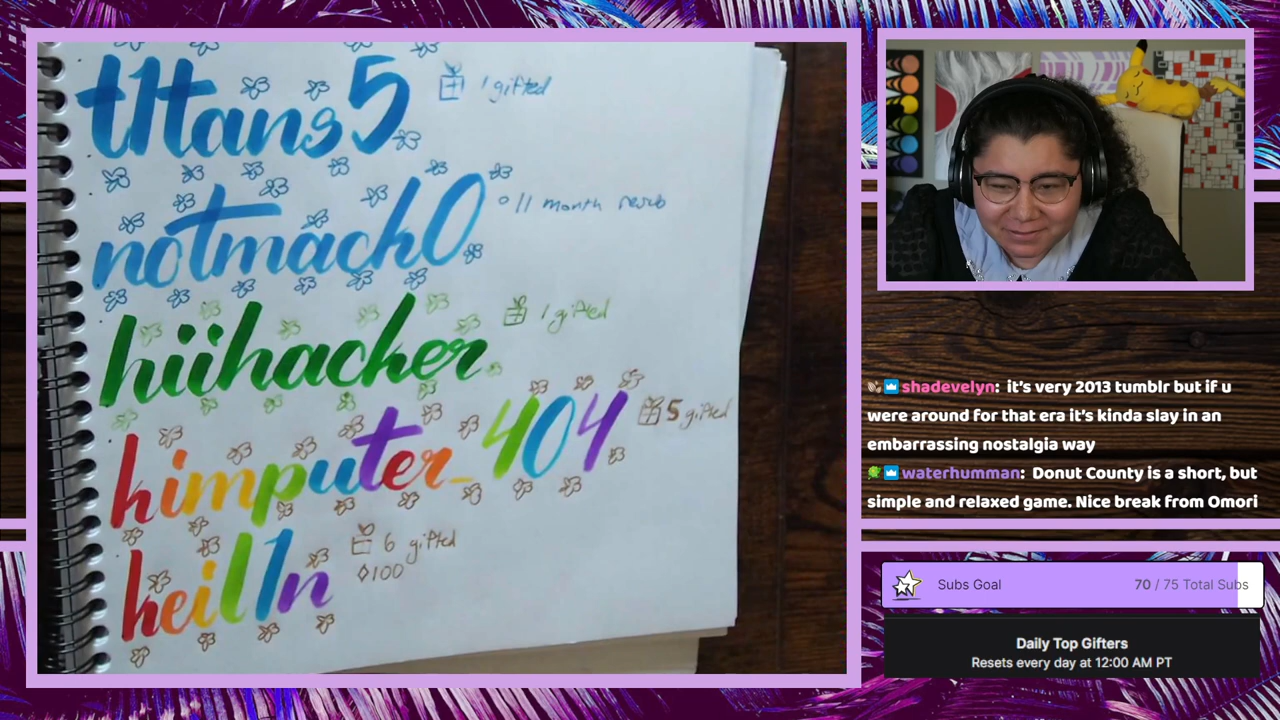 t1tans5
1 gifted
notmach0
11 month resub
hiihacker
1 gifted
himputer_404
5 gifted
heil1n
6 gifted
◊100
shadevelyn: it's very 2013 tumblr but if u
were around for that era it's kinda slay in an
embarrassing nostalgia way
waterhumman: Donut County is a short, but
simple and relaxed game. Nice break from Omori
Subs Goal 70 / 75 Total Subs
Daily Top Gifters
Resets every day at 12:00 AM PT